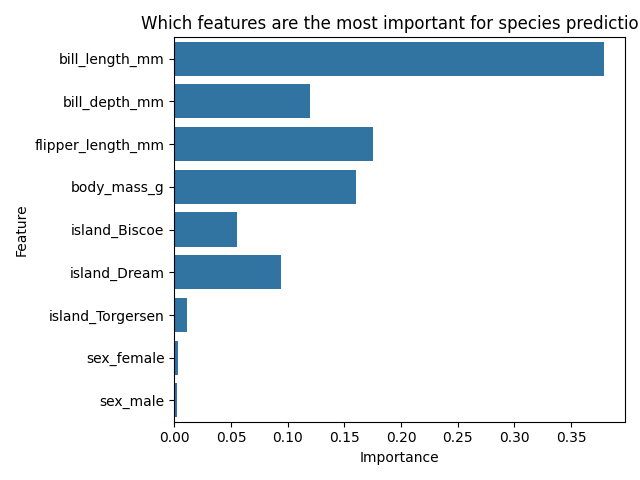 Which features are the most important for species predictio
bill_length_mm
bill_depth_mm
flipper_length_mm
body_mass_g
island_Biscoe
island_Dream
island_Torgersen
sex_female
sex_male
Feature
0.00 0.05 0.10 0.15 0.20 0.25 0.30 0.35
Importance